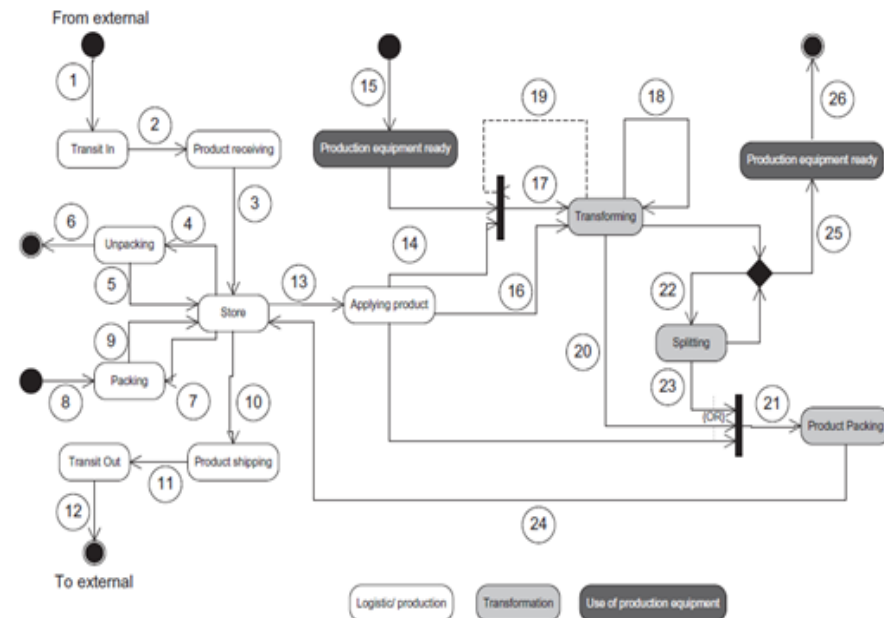 From external
1
2
Transit In
Product receiving
3
6
4
Unpacking
5
13
Store
9
Packing
8
7
10
Transit Out
Product shipping
11
12
To external
15
Production equipment ready
19
18
17
Transforming
14
16
Applying product
26
Production equipment ready
25
22
Splitting
20
23
{OR}
21
Product Packing
24
Logistic/ production
Transformation
Use of production equipment